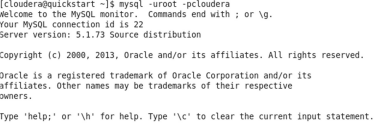 [cloudera@quickstart ~]$ mysql -uroot -pcloudera
Welcome to the MySQL monitor.  Commands end with ; or \g.
Your MySQL connection id is 22
Server version: 5.1.73 Source distribution

Copyright (c) 2000, 2013, Oracle and/or its affiliates. All rights reserved.

Oracle is a registered trademark of Oracle Corporation and/or its
affiliates. Other names may be trademarks of their respective
owners.

Type 'help;' or '\h' for help. Type '\c' to clear the current input statement.